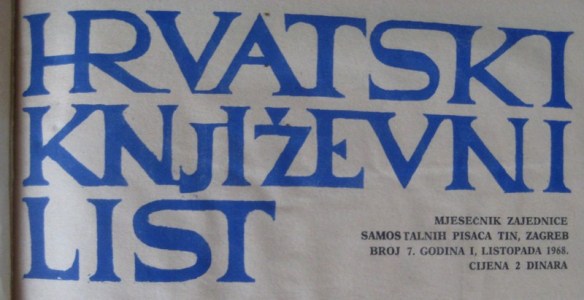 HRVATSKI
KNJIŽEVNI
LIST
MJESEČNIK ZAJEDNICE
SAMOSTALNIH PISACA TIN, ZAGREB
BROJ 7. GODINA I, LISTOPADA 1968.
CIJENA 2 DINARA